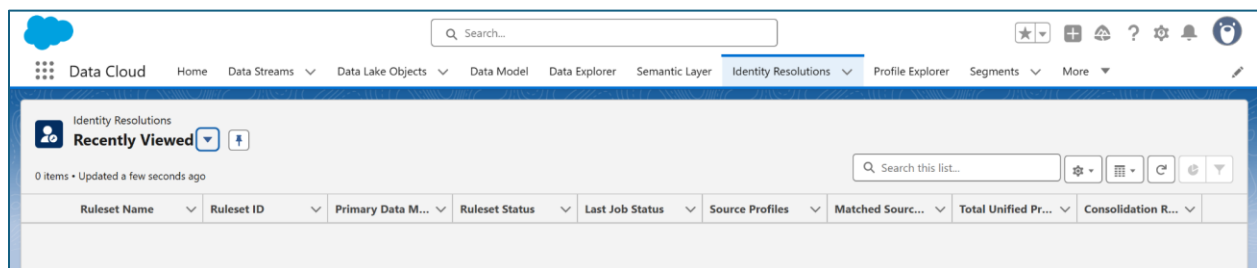 Search...
Data Cloud Home Data Streams Data Lake Objects Data Model Data Explorer Semantic Layer Identity Resolutions Profile Explorer Segments More
Identity Resolutions
Recently Viewed
0 items • Updated a few seconds ago
Search this list...
Ruleset Name Ruleset ID Primary Data M... Ruleset Status Last Job Status Source Profiles Matched Sourc... Total Unified Pr... Consolidation R...